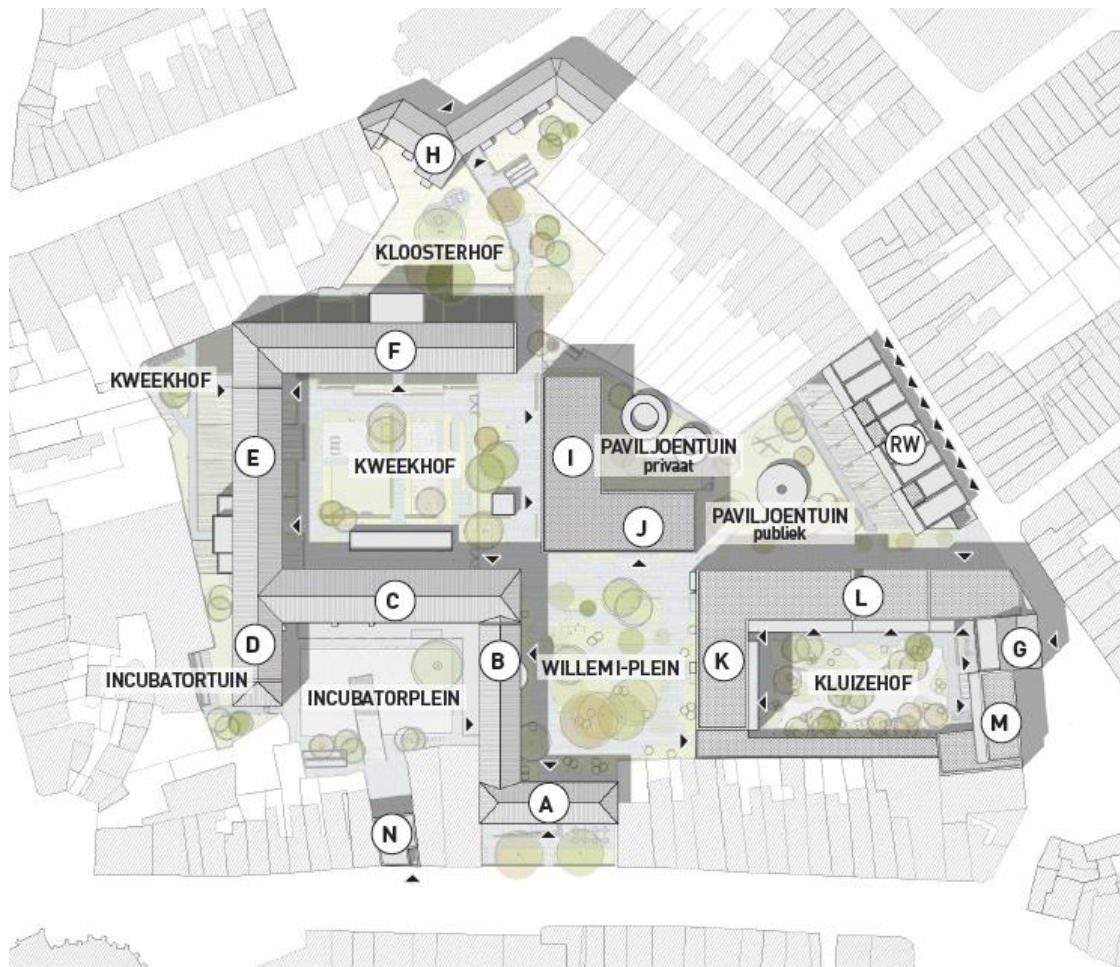 H
KLOOSTERHOF
F
KWEEKHOF
E
KWEEKHOF
I
PAVILJOENTUIN
privaat
RW
J
PAVILJOENTUIN
publiek
C
L
D
B
WILLEMI-PLEIN
K
KLUIZEHOF
G
INCUBATORTUIN
INCUBATORPLEIN
M
A
N